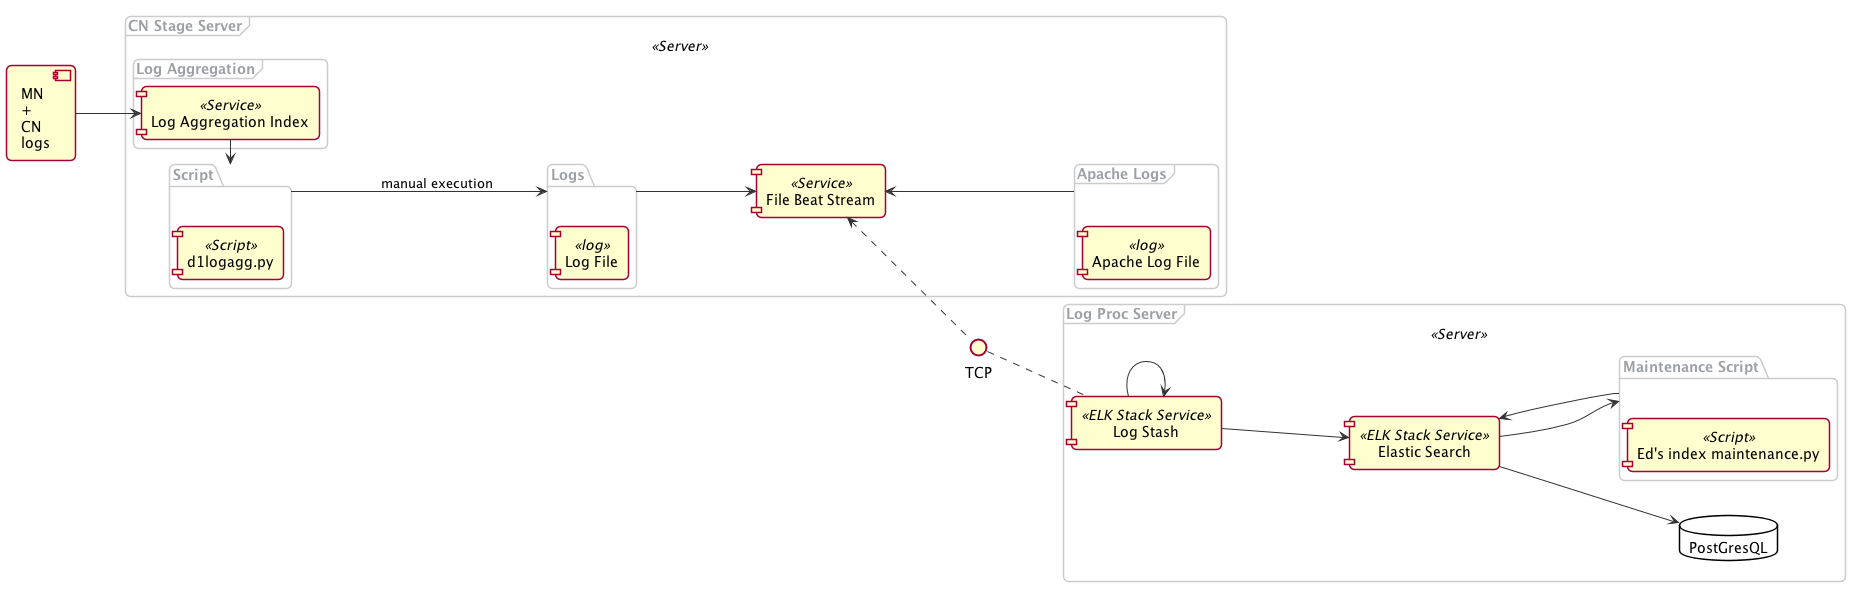 CN Stage Server
«Server»
MN
+
CN
logs
Log Aggregation
«Service»
Log Aggregation Index
Script
«Script»
d1logagg.py
manual execution
Logs
«log»
Log File
«Service»
File Beat Stream
Apache Logs
«log»
Apache Log File
TCP
Log Proc Server
«Server»
«ELK Stack Service»
Log Stash
«ELK Stack Service»
Elastic Search
Maintenance Script
«Script»
Ed's index maintenance.py
PostGresQL